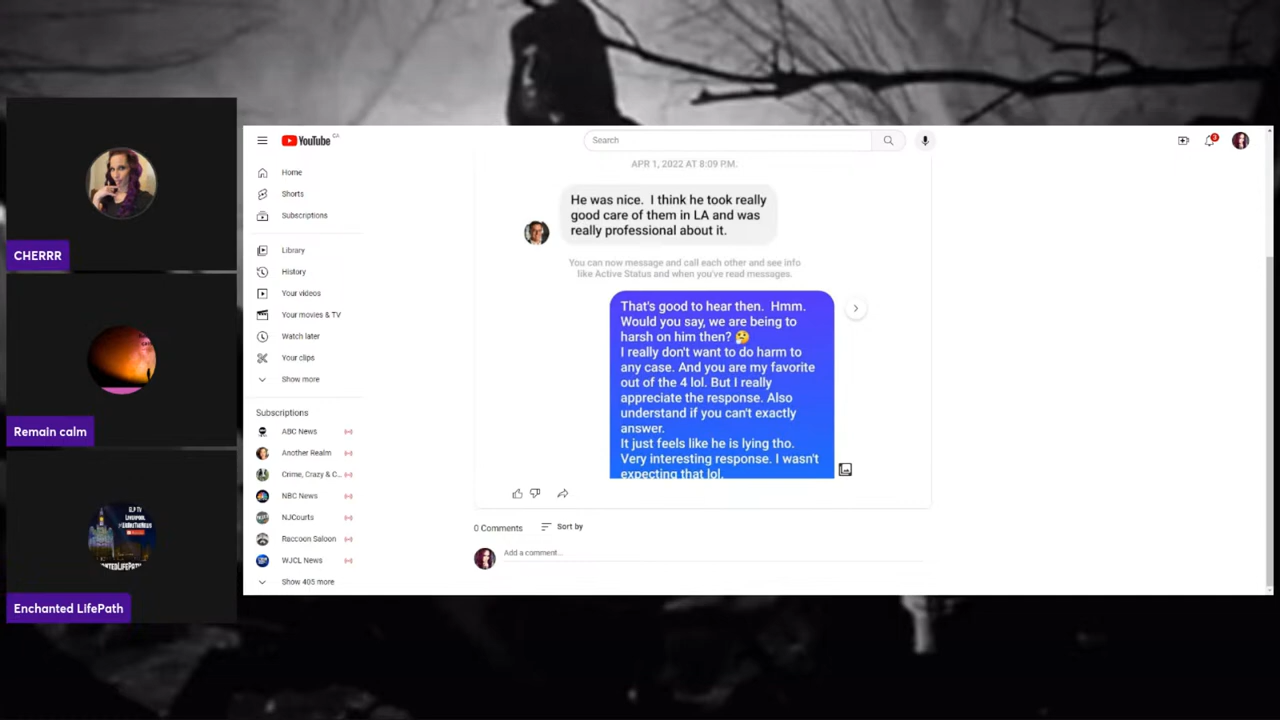 CHERRR
Remain calm
G.L.P TV
LIVERPOOL
Enchanted LifePath
YouTube CA
Search
3
Home
Shorts
Subscriptions
Library
History
Your videos
Your movies & TV
Watch later
Your clips
Show more
Subscriptions
ABC News
Another Realm
Crime, Crazy & C...
NBC News
NJCourts
Raccoon Saloon
WJCL News
Show 405 more
APR 1, 2022 AT 8:09 P.M.
He was nice.  I think he took really
good care of them in LA and was
really professional about it.
You can now message and call each other and see info
like Active Status and when you've read messages.
That's good to hear then.  Hmm.
Would you say, we are being to
harsh on him then? 🤔
I really don't want to do harm to
any case. And you are my favorite
out of the 4 lol. But I really
appreciate the response. Also
understand if you can't exactly
answer.
It just feels like he is lying tho.
Very interesting response. I wasn't
expecting that lol.
0 Comments
Sort by
Add a comment...